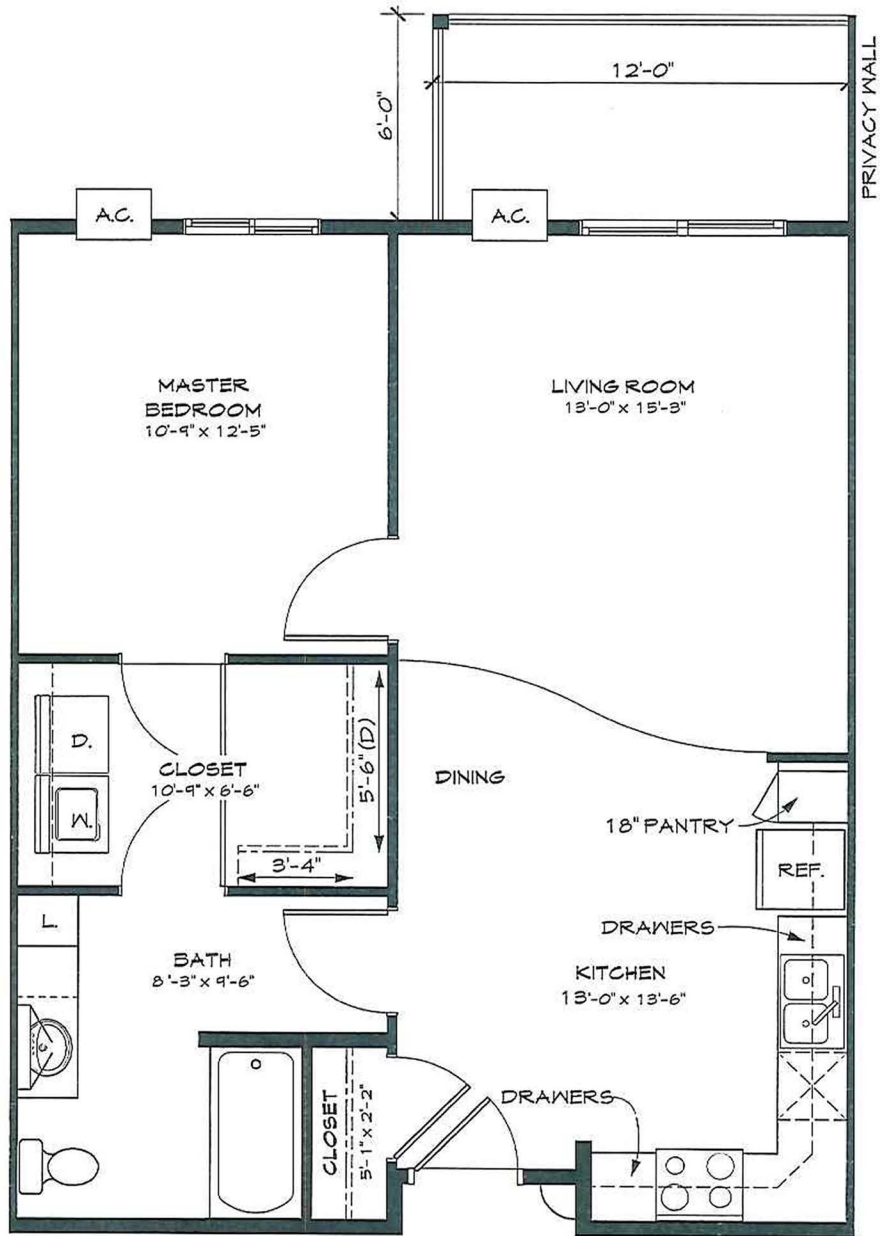 12'-0"
6'-0"
PRIVACY WALL
A.C.
A.C.
MASTER
BEDROOM
10'-9" x 12'-5"
LIVING ROOM
13'-0" x 15'-3"
D.
W.
CLOSET
10'-9" x 6'-6"
5'-6" (D)
3'-4"
DINING
18" PANTRY
REF.
DRAWERS
L.
BATH
8'-3" x 9'-6"
KITCHEN
13'-0" x 13'-6"
DRAWERS
CLOSET
5'-1" x 2'-2"